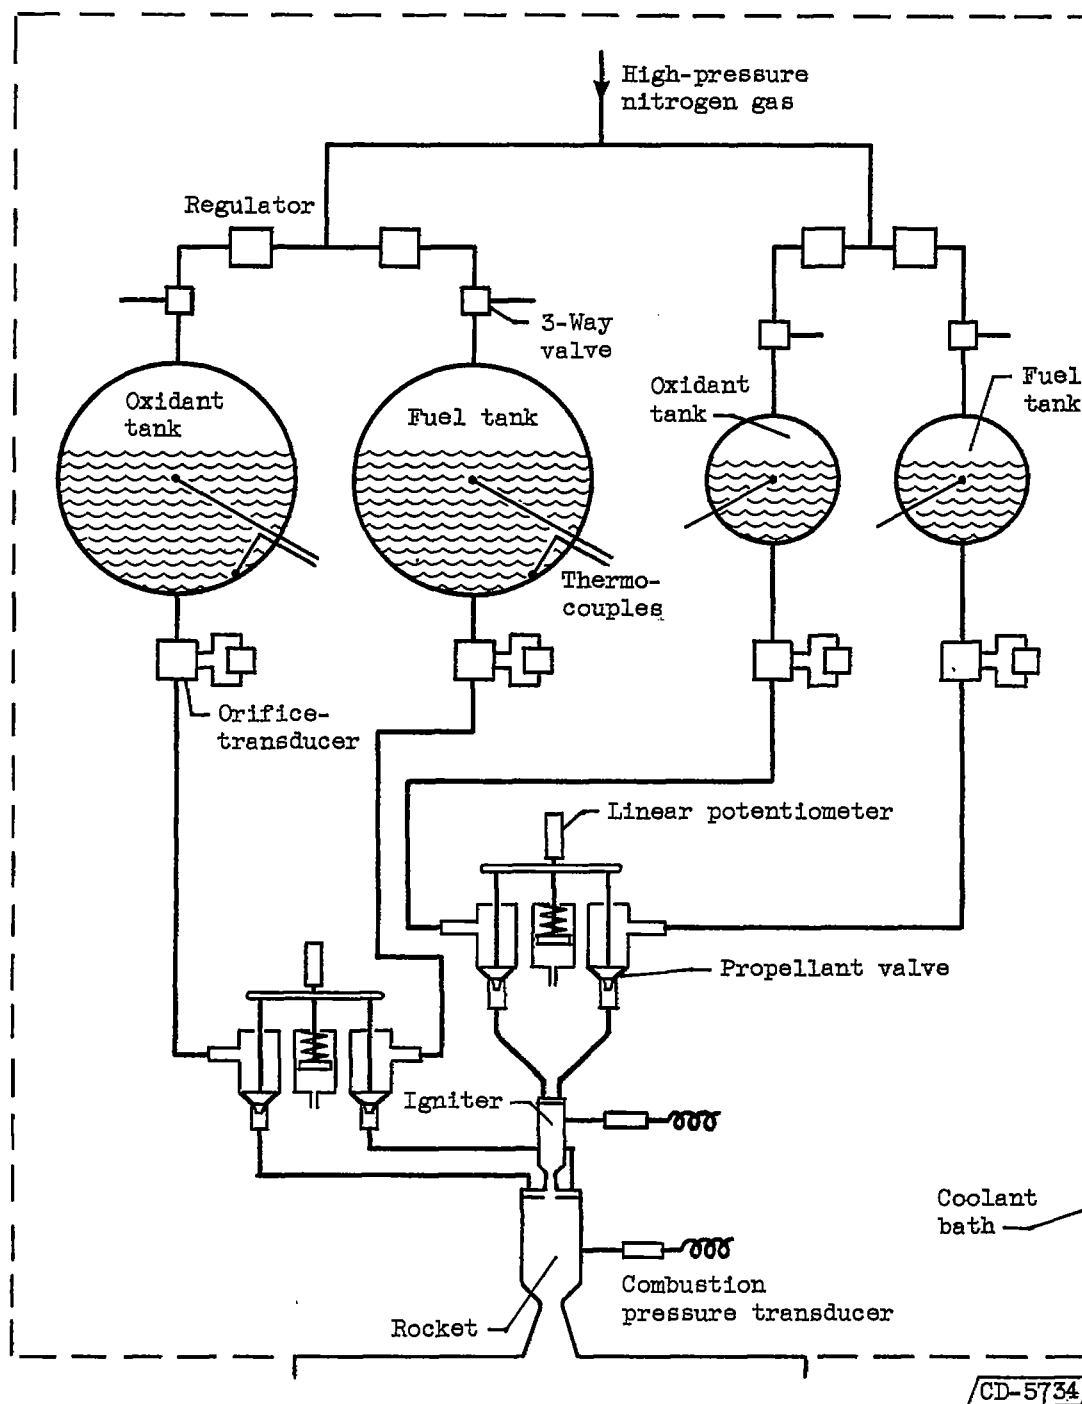 High-pressure
nitrogen gas
Regulator
3-Way
valve
Oxidant
tank
Fuel tank
Oxidant
tank
Fuel
tank
Thermo-
couples
Orifice-
transducer
Linear potentiometer
Propellant valve
Igniter
Coolant
bath
Combustion
pressure transducer
Rocket
CD-5734